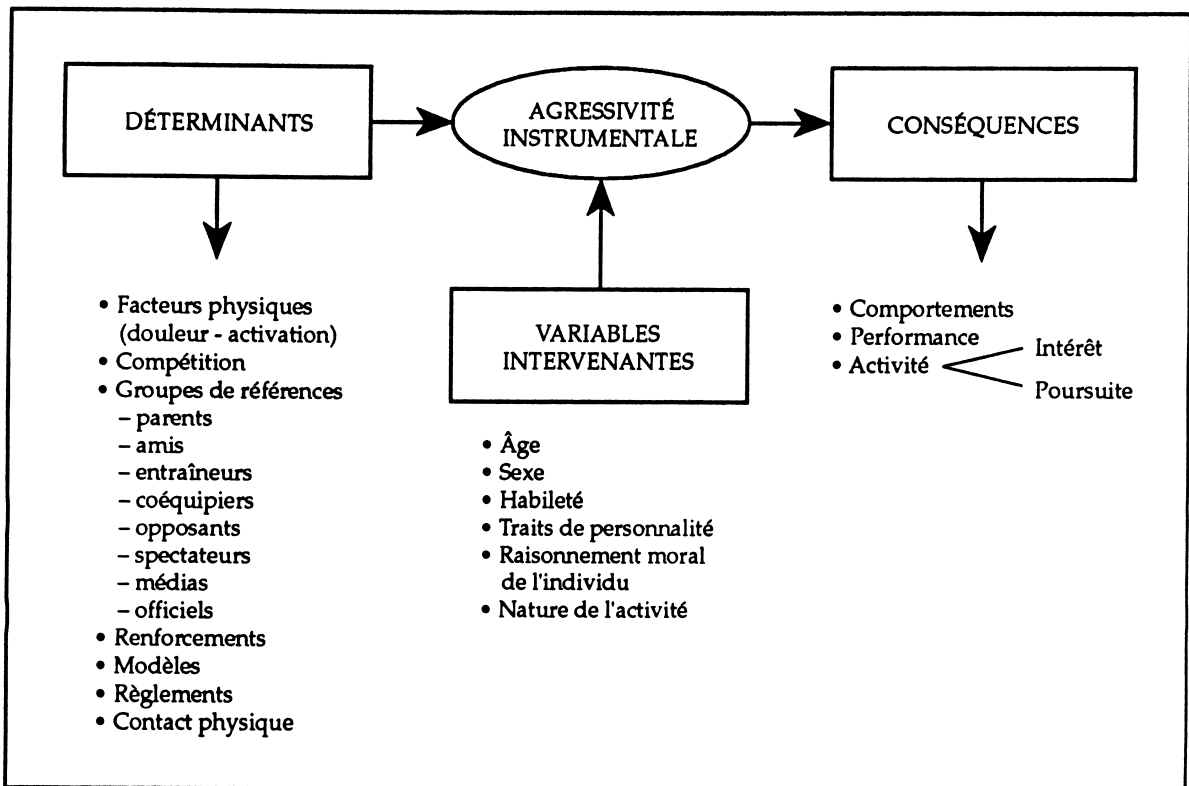 DÉTERMINANTS
AGRESSIVITÉ
INSTRUMENTALE
CONSÉQUENCES
• Facteurs physiques
(douleur - activation)
• Compétition
• Groupes de références
– parents
– amis
– entraîneurs
– coéquipiers
– opposants
– spectateurs
– médias
– officiels
• Renforcements
• Modèles
• Règlements
• Contact physique
VARIABLES
INTERVENANTES
• Âge
• Sexe
• Habileté
• Traits de personnalité
• Raisonnement moral
de l'individu
• Nature de l'activité
• Comportements
• Performance
• Activité
Intérêt
Poursuite